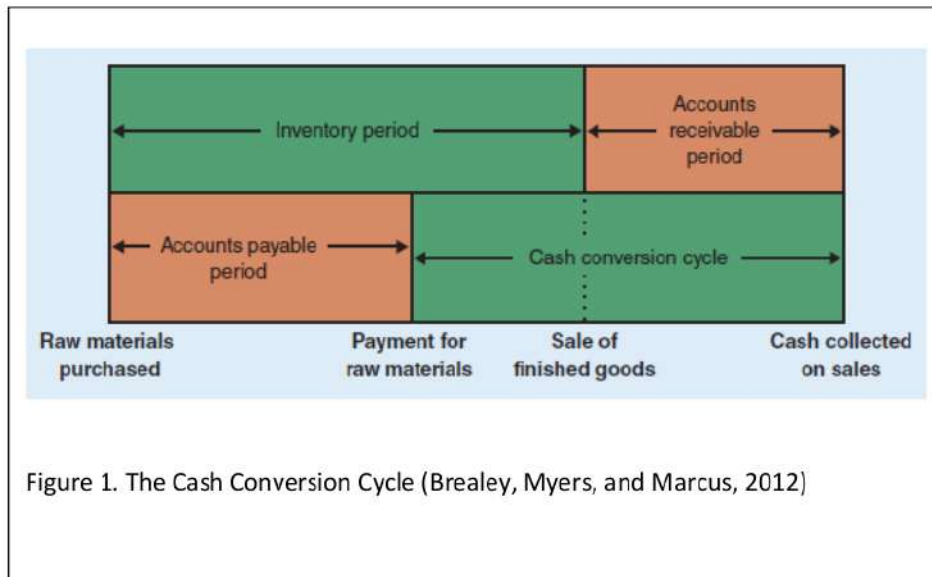 Inventory period
Accounts
receivable
period
Accounts payable
period
Cash conversion cycle
Raw materials
purchased
Payment for
raw materials
Sale of
finished goods
Cash collected
on sales
Figure 1. The Cash Conversion Cycle (Brealey, Myers, and Marcus, 2012)